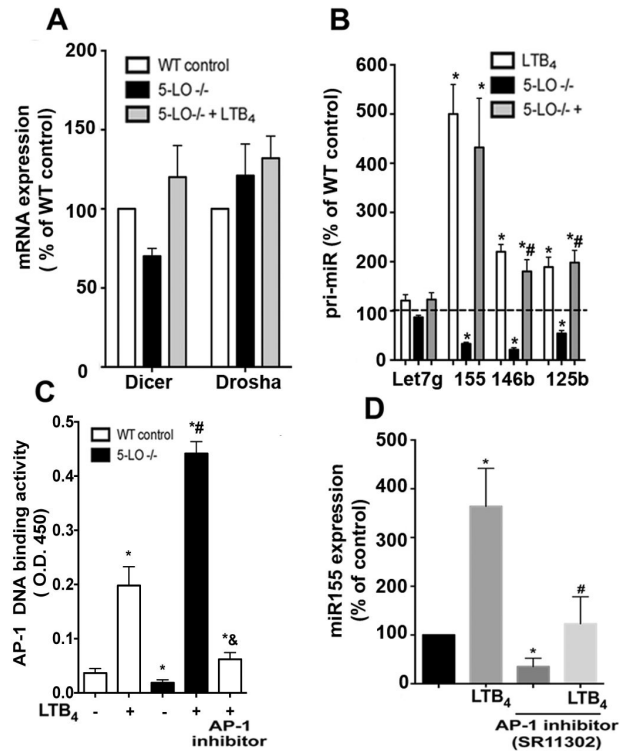 A
200
150
100
50
0
mRNA expression
( % of WT control)
WT control
5-LO -/-
5-LO-/- + LTB4
Dicer
Drosha
B
600
500
400
300
200
100
0
pri-miR (% of WT control)
LTB4
5-LO -/-
5-LO-/- +
* *
* *# * *#
* * *
Let7g 155 146b 125b
C
0.5
0.4
0.3
0.2
0.1
0.0
AP-1 DNA binding activity
( O.D. 450)
WT control
5-LO -/-
*
*
*#
*&
LTB4 - + - + +
AP-1
inhibitor
D
500
400
300
200
100
0
miR155 expression
(% of control)
*
*
#
LTB4 LTB4
AP-1 inhibitor
(SR11302)